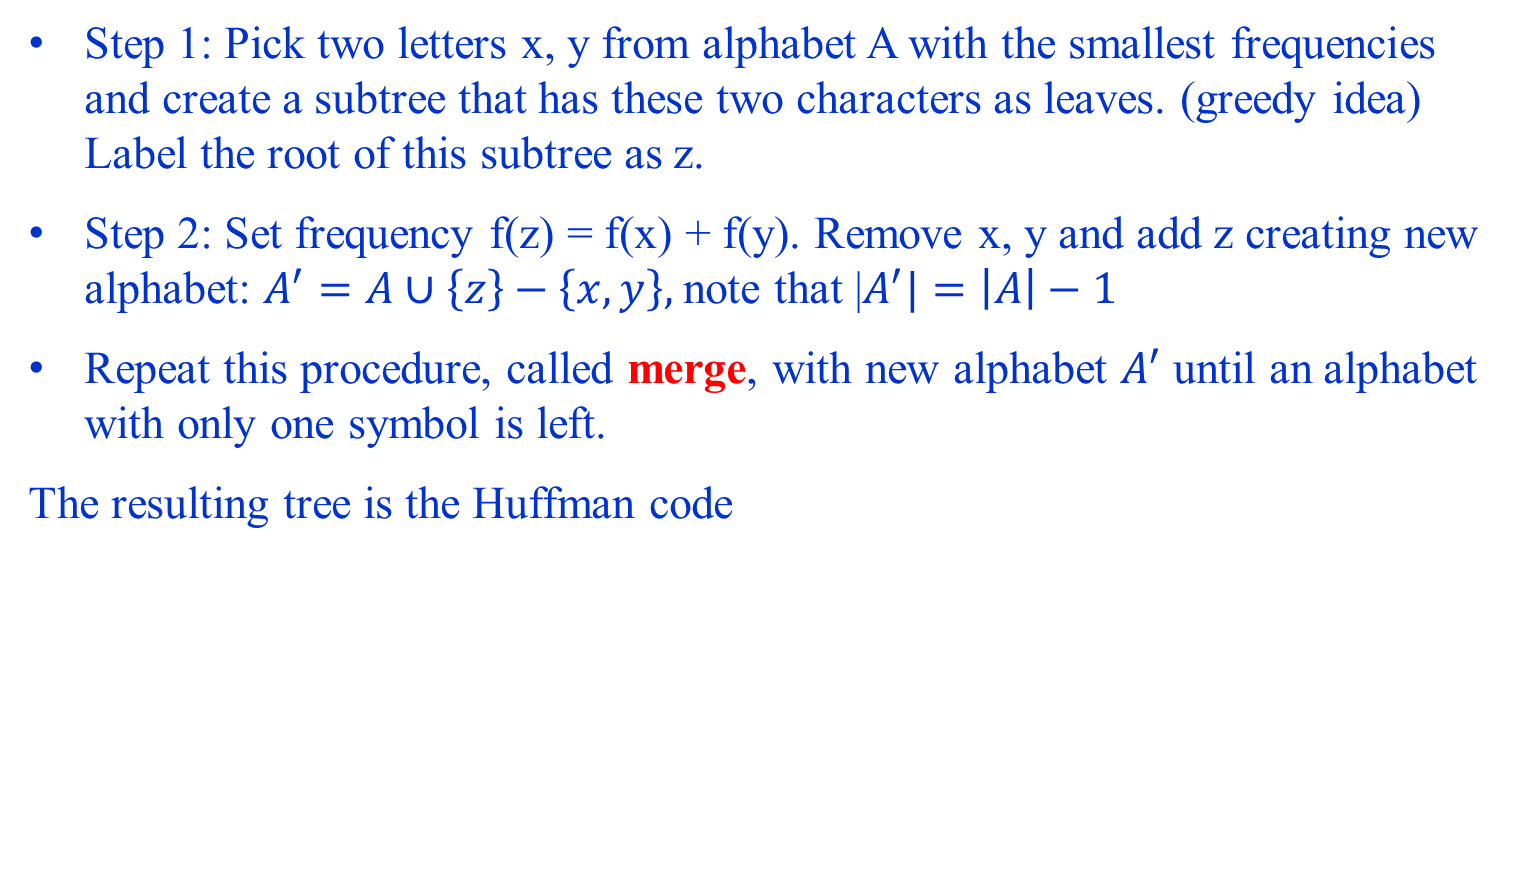 • Step 1: Pick two letters x, y from alphabet A with the smallest frequencies
and create a subtree that has these two characters as leaves. (greedy idea)
Label the root of this subtree as z.
• Step 2: Set frequency f(z) = f(x) + f(y). Remove x, y and add z creating new
alphabet: A′ = A ∪ {z} − {x, y}, note that |A′| = |A| − 1
• Repeat this procedure, called merge, with new alphabet A′ until an alphabet
with only one symbol is left.
The resulting tree is the Huffman code